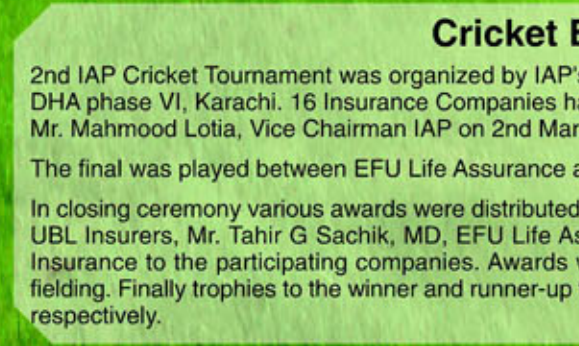 Cricket
2nd IAP Cricket Tournament was organized by IAP's
DHA phase VI, Karachi. 16 Insurance Companies
Mr. Mahmood Lotia, Vice Chairman IAP on 2nd
The final was played between EFU Life Assurance
In closing ceremony various awards were distributed
UBL Insurers, Mr. Tahir G Sachik, MD, EFU Life
Insurance to the participating companies. Awards
fielding. Finally trophies to the winner and runner-up
respectively.